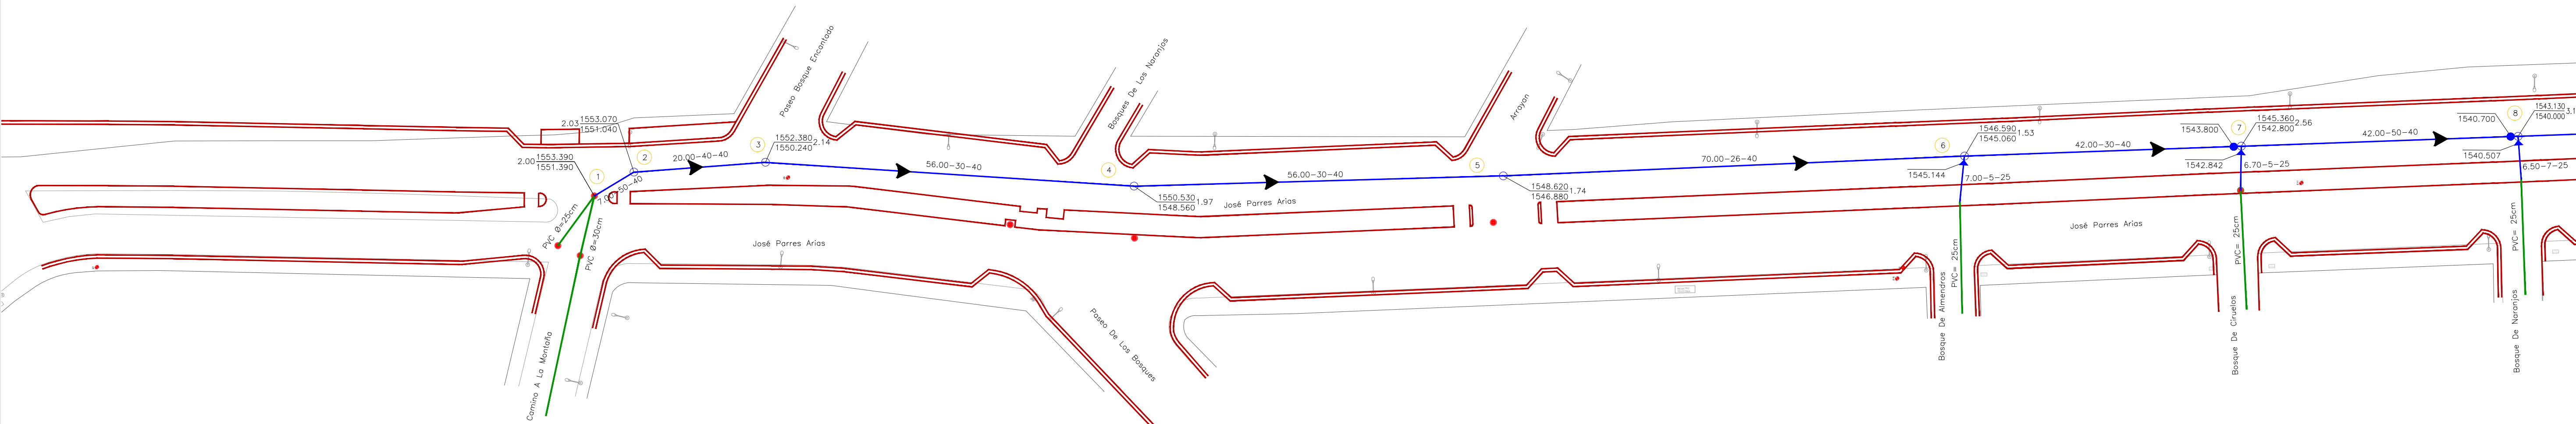 Paseo Bosque Encantado
Bosques De Los Naranjos
Arrayan
2.03
1553.070
1551.040
2.00
1553.390
1551.390
1
2
20.00-40-40
3
1552.380
1550.240
2.14
56.00-30-40
4
1550.530
1548.560
1.97
56.00-30-40
5
1548.620
1546.880
1.74
70.00-26-40
6
1546.590
1545.060
1.53
1545.144
7.00-5-25
42.00-30-40
1543.800
7
1545.360
1542.800
2.56
1542.842
6.70-5-25
42.00-50-40
1540.700
8
1543.130
1540.000
1540.507
6.50-7-25
7.00-50-40
PVC Ø=25cm
PVC Ø=30cm
José Parres Arias
José Parres Arias
José Parres Arias
PVC= 25cm
PVC= 25cm
PVC= 25cm
Camino A La Montaña
Paseo De Los Bosques
Bosque De Almendros
Bosque De Ciruelos
Bosque De Naranjos